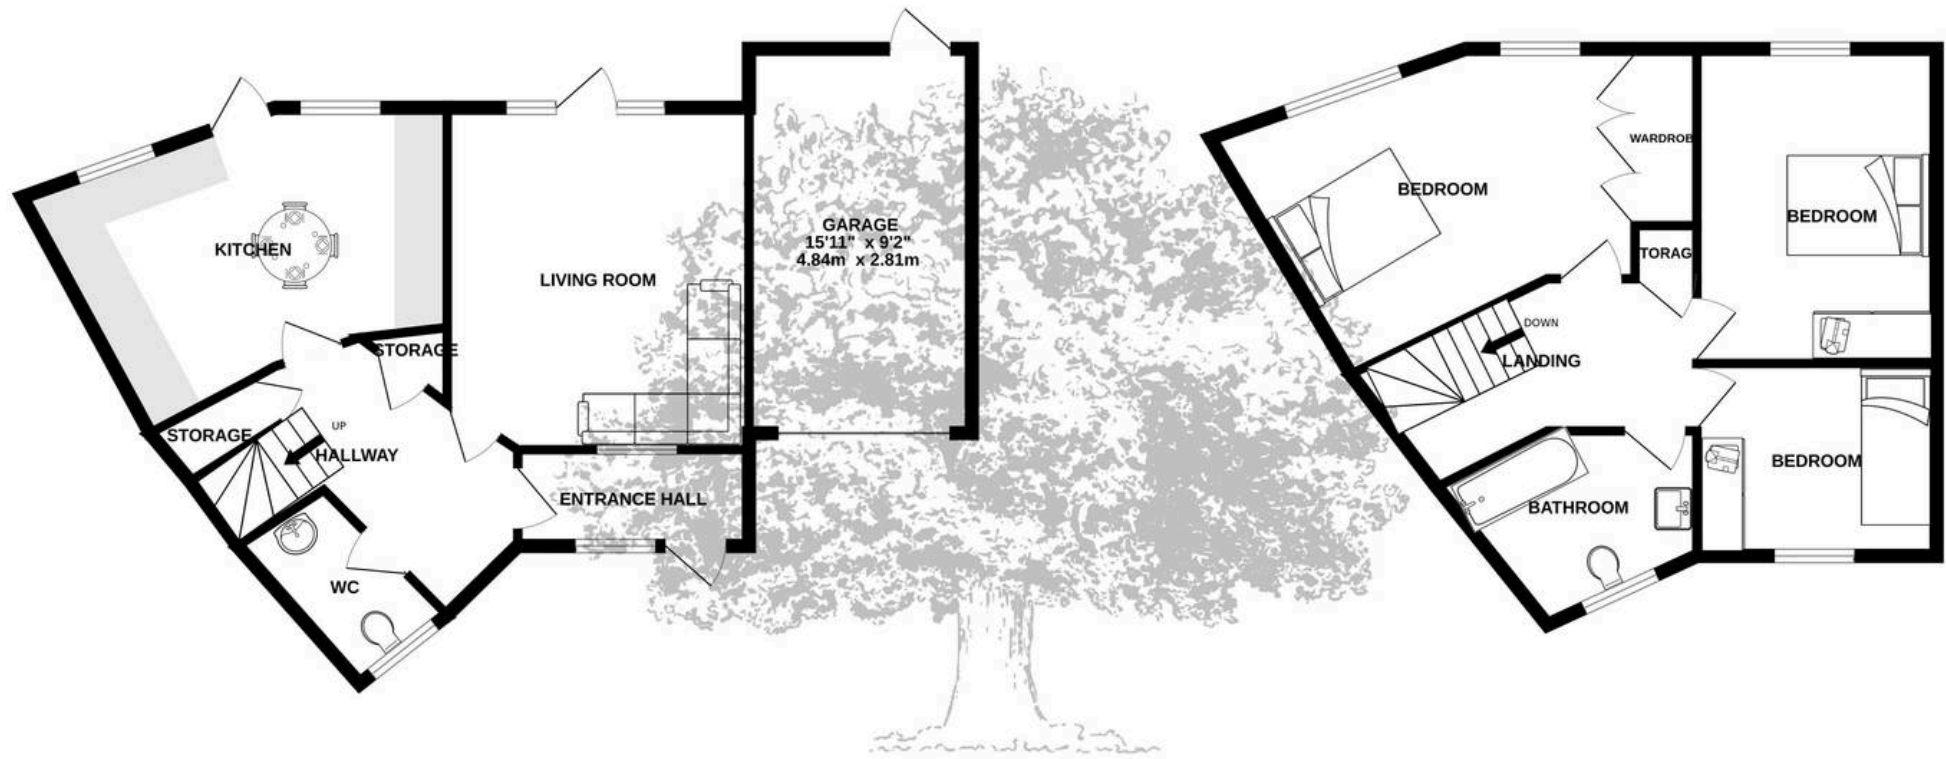 KITCHEN
LIVING ROOM
GARAGE
15'11" x 9'2"
4.84m x 2.81m
STORAGE
STORAGE
UP
HALLWAY
ENTRANCE HALL
WC
BEDROOM
WARDROB
BEDROOM
TORAG
DOWN
LANDING
BEDROOM
BATHROOM